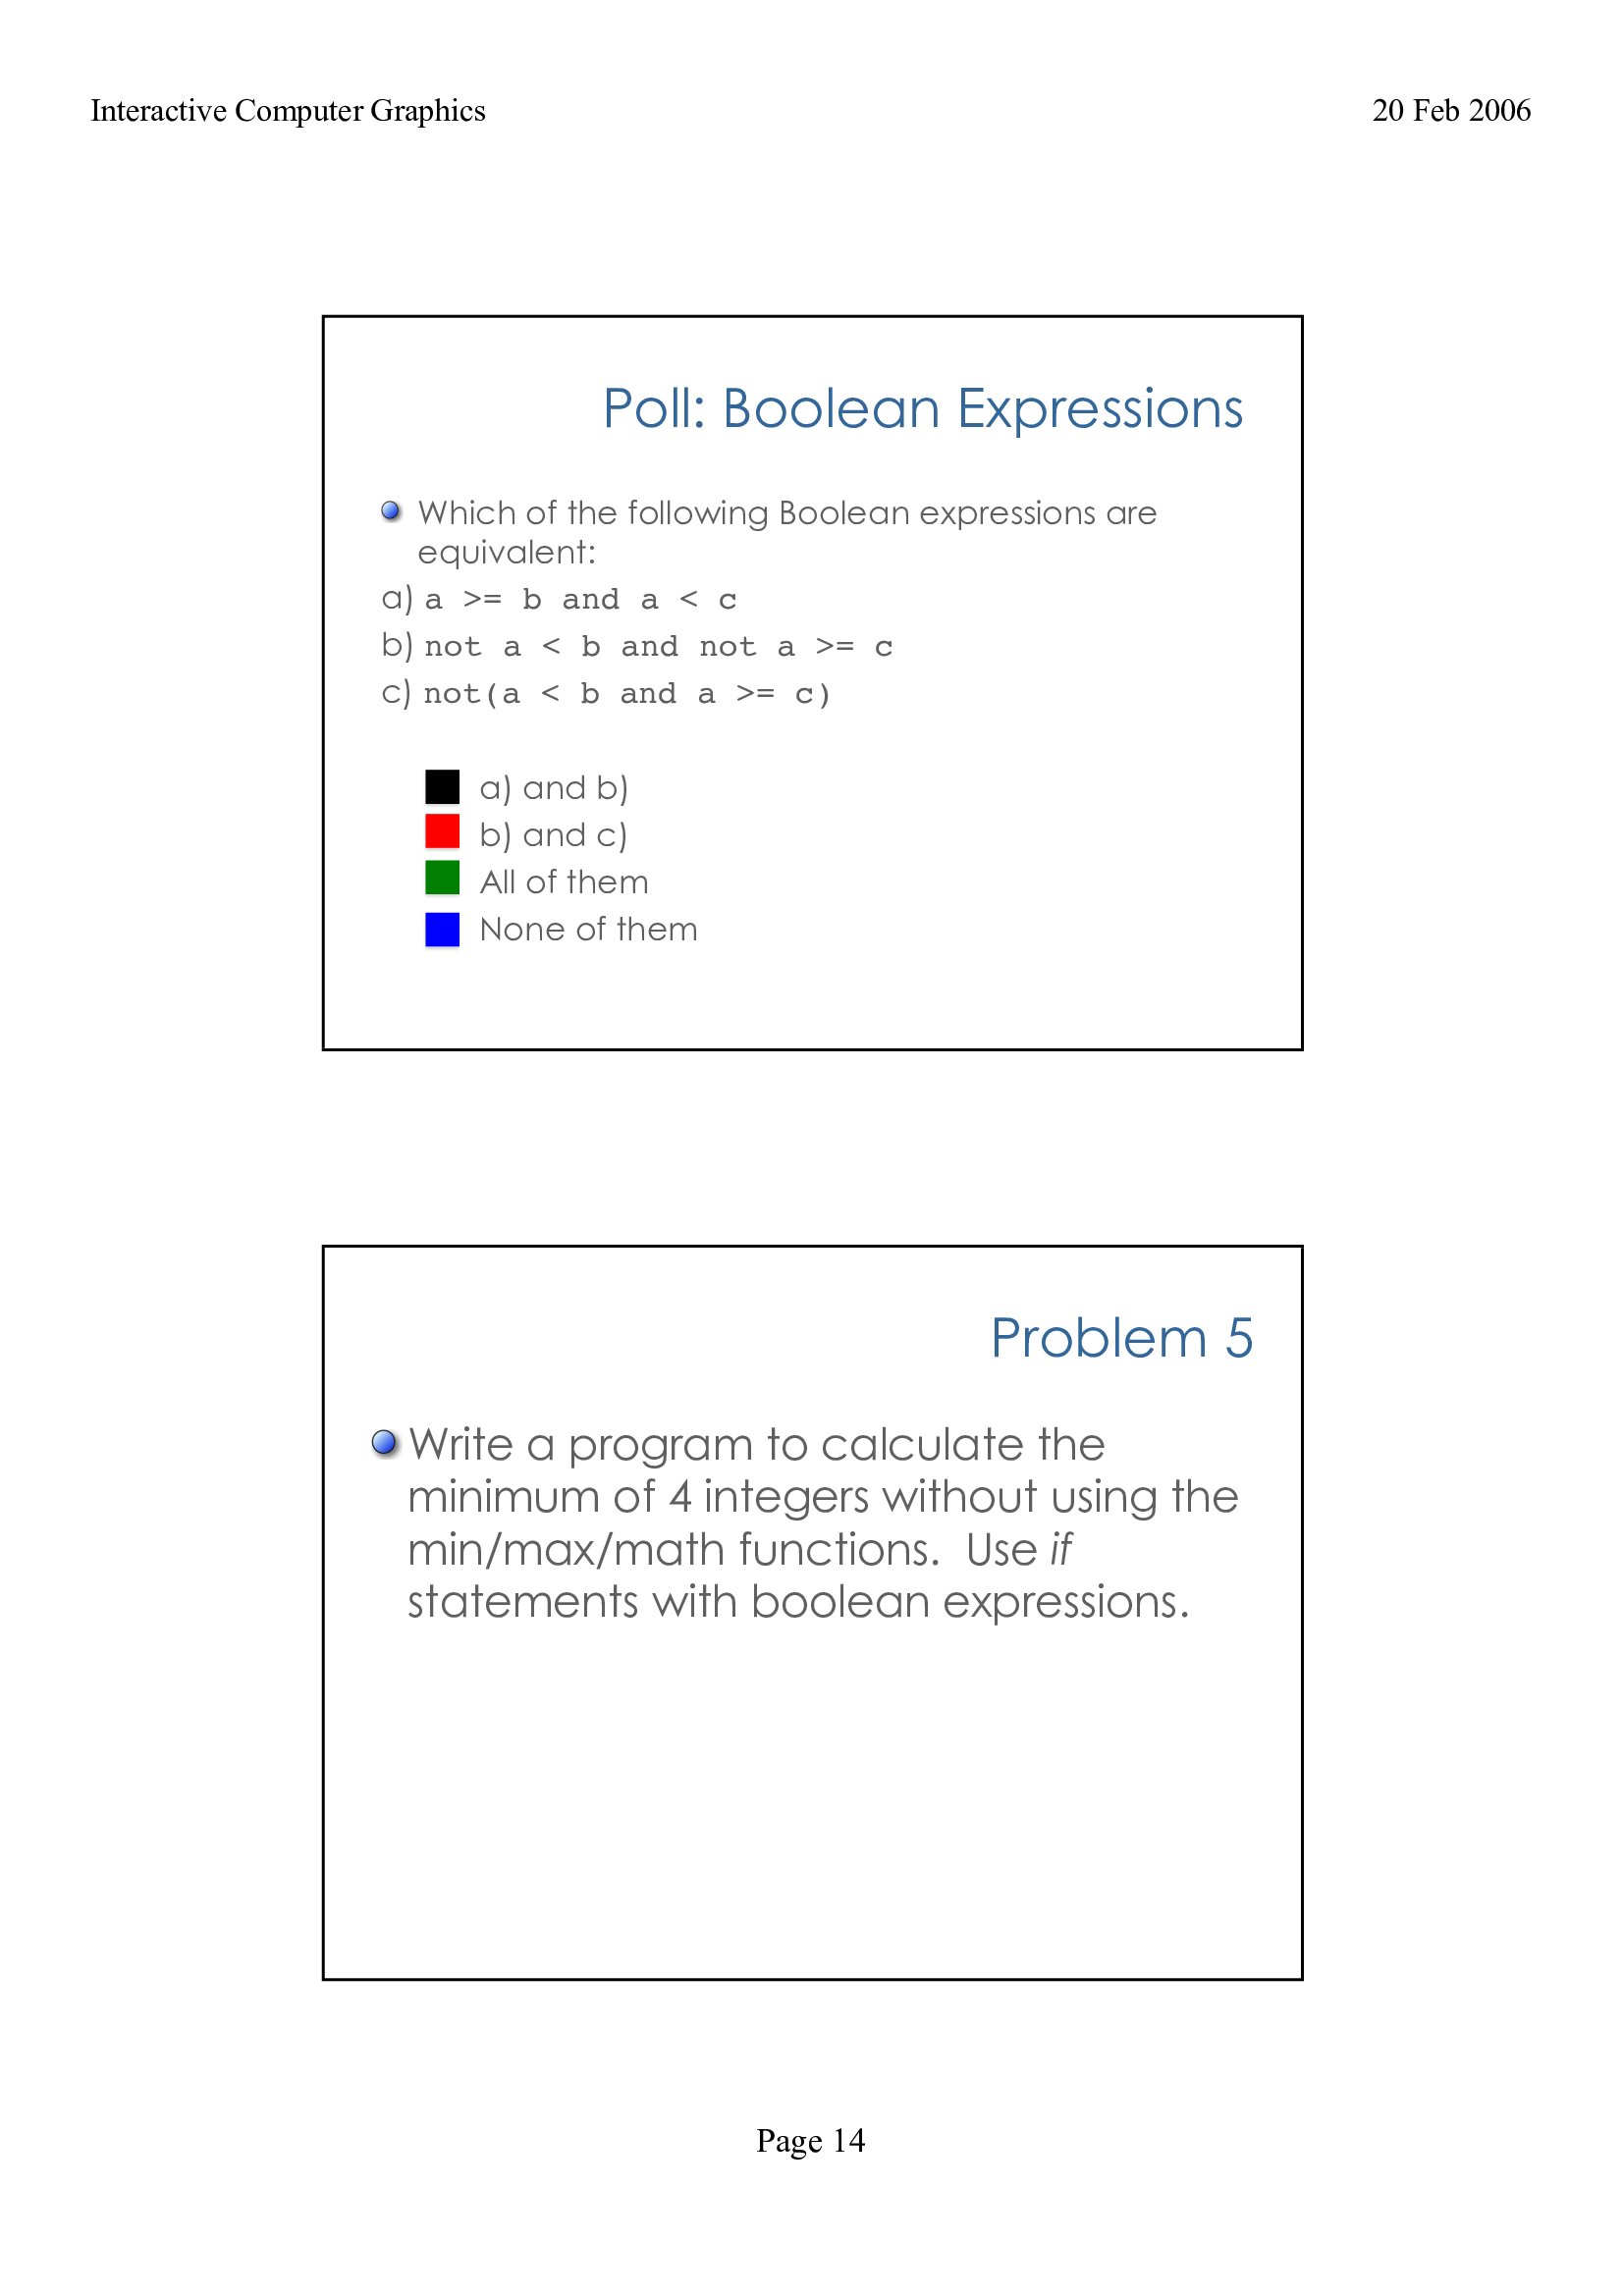 Interactive Computer Graphics 20 Feb 2006
Poll: Boolean Expressions
Which of the following Boolean expressions are
equivalent:
a) a >= b and a < c
b) not a < b and not a >= c
c) not(a < b and a >= c)
a) and b)
b) and c)
All of them
None of them
Problem 5
Write a program to calculate the
minimum of 4 integers without using the
min/max/math functions.  Use if
statements with boolean expressions.
Page 14